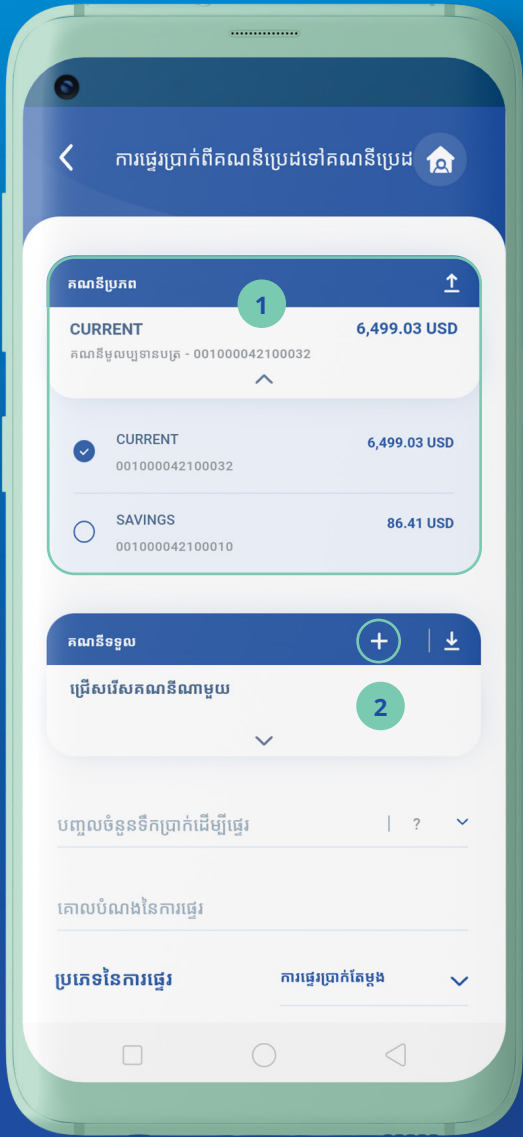 ការផ្ទេរប្រាក់ពីគណនីប្រេដទៅគណនីប្រេដ
គណនីប្រភព
1
CURRENT 6,499.03 USD
គណនីមូលប្បទានបត្រ - 001000042100032
CURRENT 6,499.03 USD
001000042100032
SAVINGS 86.41 USD
001000042100010
គណនីទទួល +
ជ្រើសរើសគណនីណាមួយ
2
បញ្ចូលចំនួនទឹកប្រាក់ដើម្បីផ្ទេរ | ?
គោលបំណងនៃការផ្ទេរ
ប្រភេទនៃការផ្ទេរ ការផ្ទេរប្រាក់តែម្តង